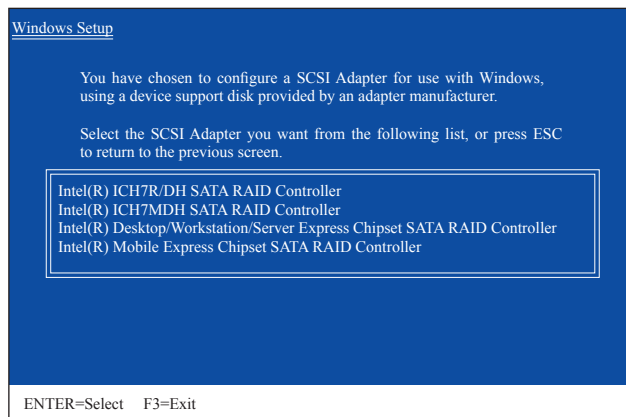 Windows Setup
You have chosen to configure a SCSI Adapter for use with Windows,
using a device support disk provided by an adapter manufacturer.
Select the SCSI Adapter you want from the following list, or press ESC
to return to the previous screen.
Intel(R) ICH7R/DH SATA RAID Controller
Intel(R) ICH7MDH SATA RAID Controller
Intel(R) Desktop/Workstation/Server Express Chipset SATA RAID Controller
Intel(R) Mobile Express Chipset SATA RAID Controller
ENTER=Select F3=Exit